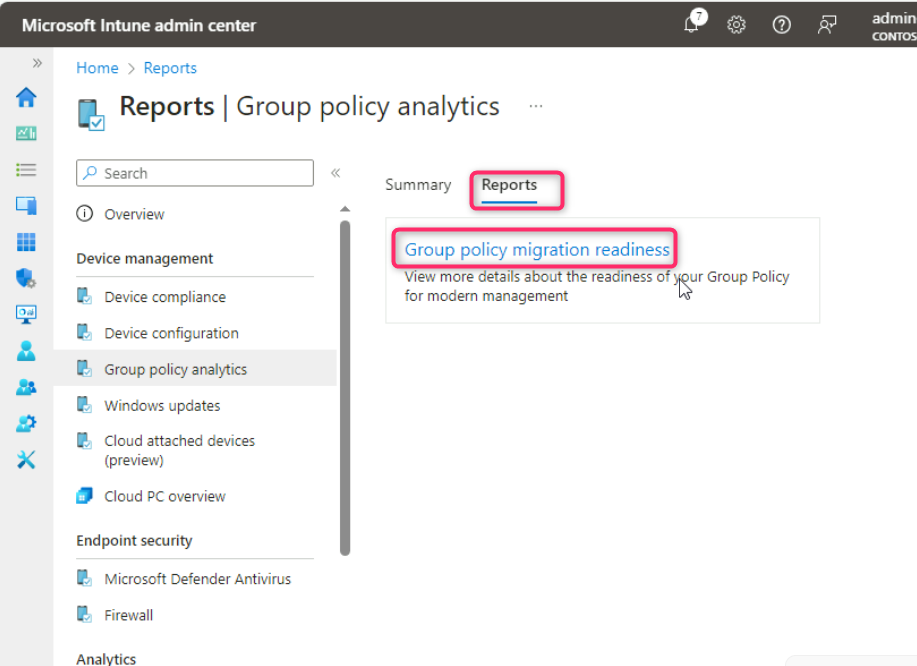 Microsoft Intune admin center
7
admin
CONTOS
Home > Reports
Reports | Group policy analytics
Search
Overview
Device management
Device compliance
Device configuration
Group policy analytics
Windows updates
Cloud attached devices
(preview)
Cloud PC overview
Endpoint security
Microsoft Defender Antivirus
Firewall
Analytics
Summary
Reports
Group policy migration readiness
View more details about the readiness of your Group Policy
for modern management